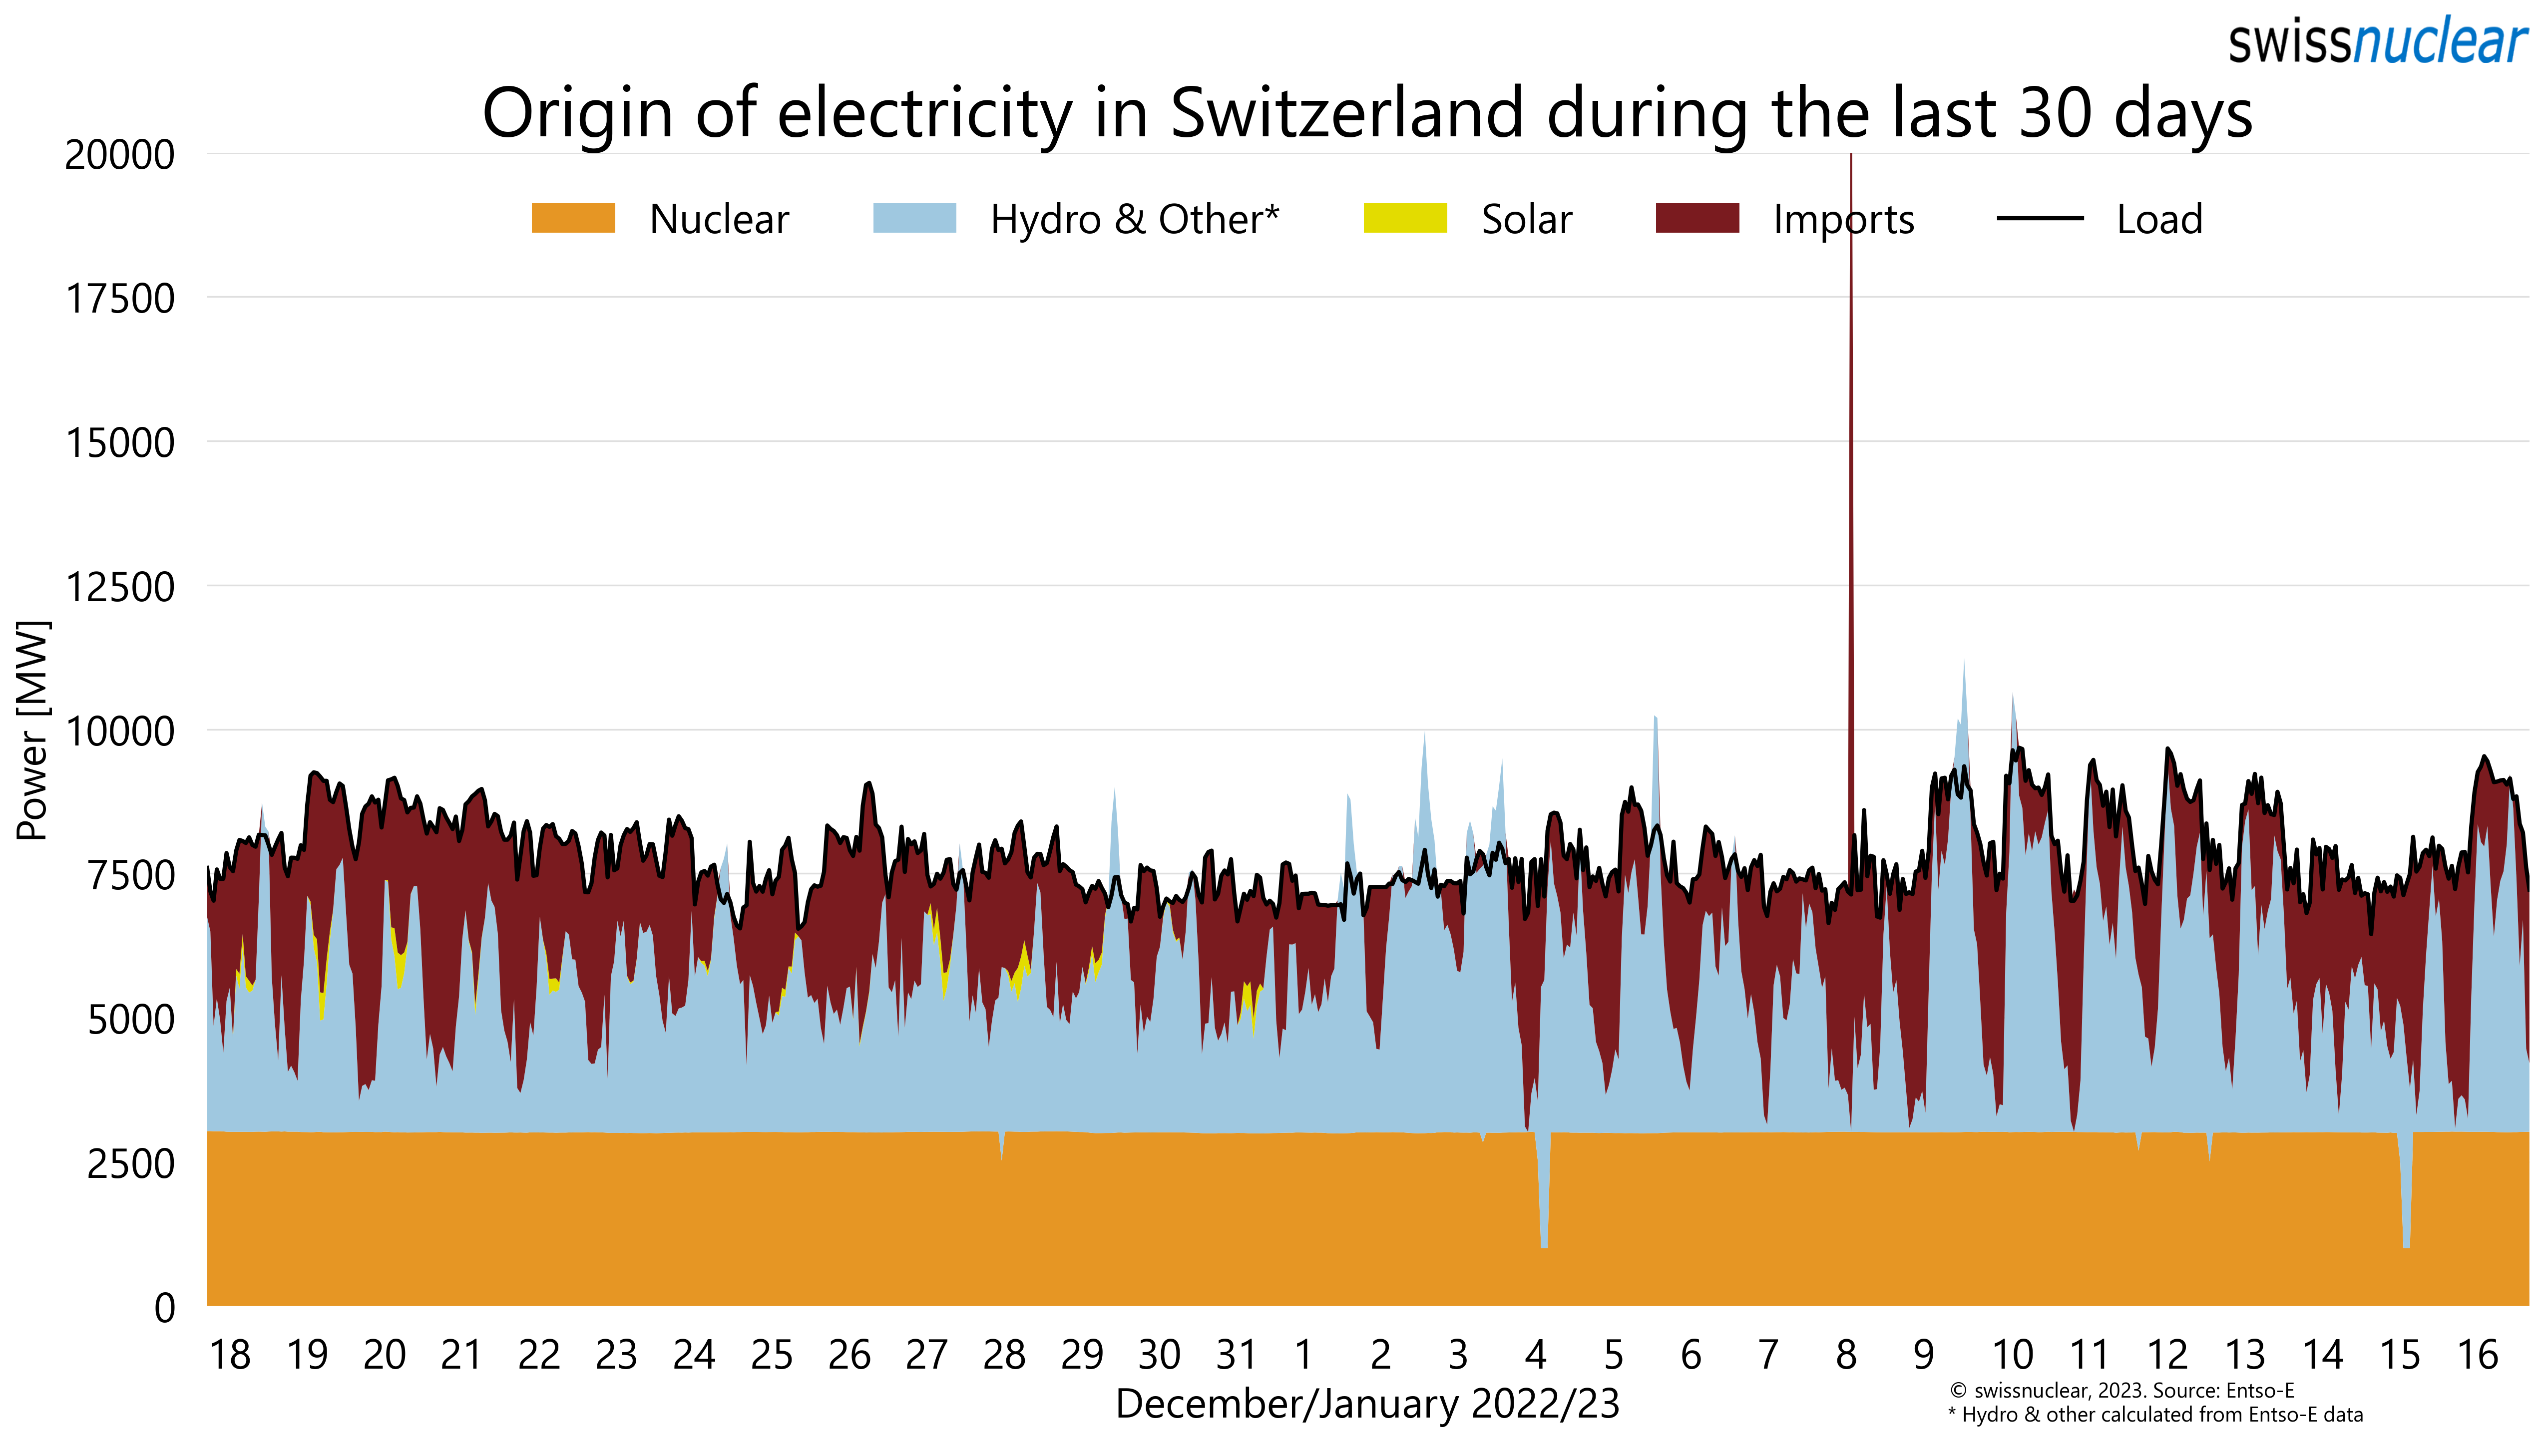 swissnuclear
Origin of electricity in Switzerland during the last 30 days
20000
Nuclear Hydro & Other* Solar Imports Load
17500
15000
12500
10000
7500
5000
2500
0
Power [MW]
18 19 20 21 22 23 24 25 26 27 28 29 30 31 1 2 3 4 5 6 7 8 9 10 11 12 13 14 15 16
December/January 2022/23
© swissnuclear, 2023. Source: Entso-E
* Hydro & other calculated from Entso-E data